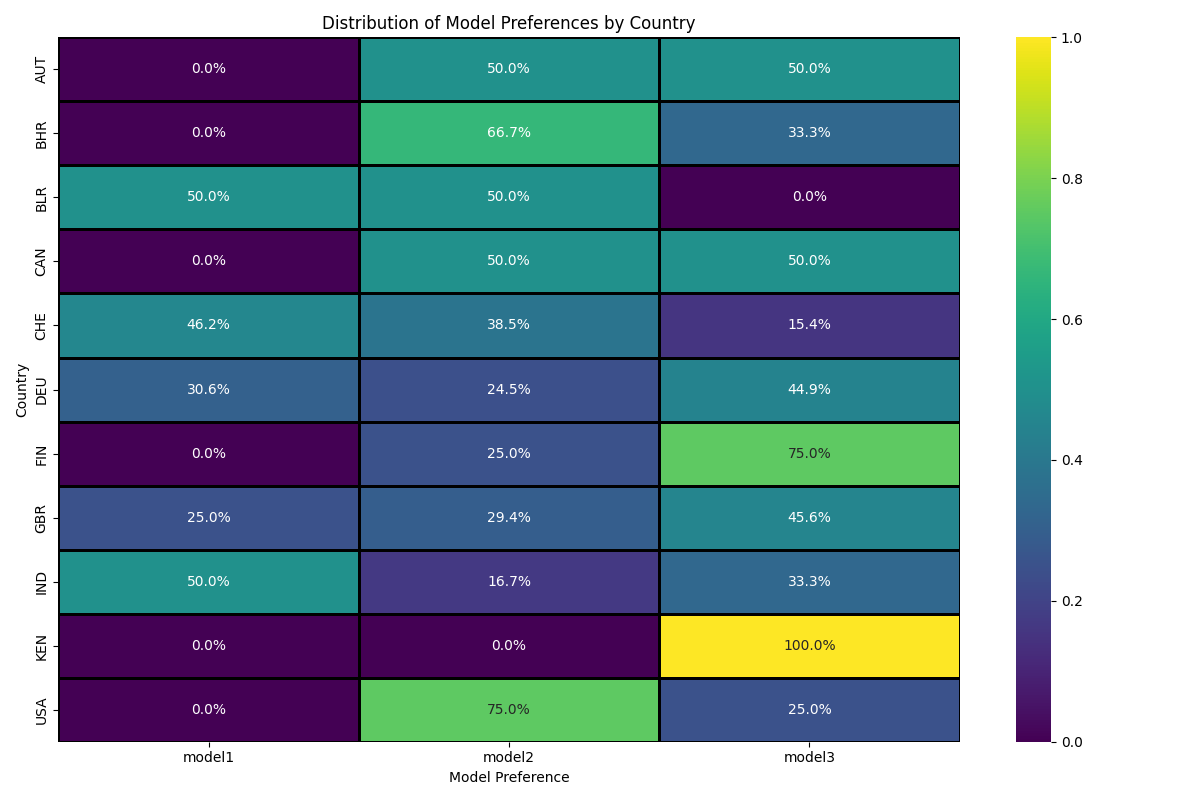 Distribution of Model Preferences by Country
AUT 0.0% 50.0% 50.0%
BHR 0.0% 66.7% 33.3%
BLR 50.0% 50.0% 0.0%
CAN 0.0% 50.0% 50.0%
CHE 46.2% 38.5% 15.4%
DEU 30.6% 24.5% 44.9%
FIN 0.0% 25.0% 75.0%
GBR 25.0% 29.4% 45.6%
IND 50.0% 16.7% 33.3%
KEN 0.0% 0.0% 100.0%
USA 0.0% 75.0% 25.0%
Country
model1 model2 model3
Model Preference
1.0
0.8
0.6
0.4
0.2
0.0